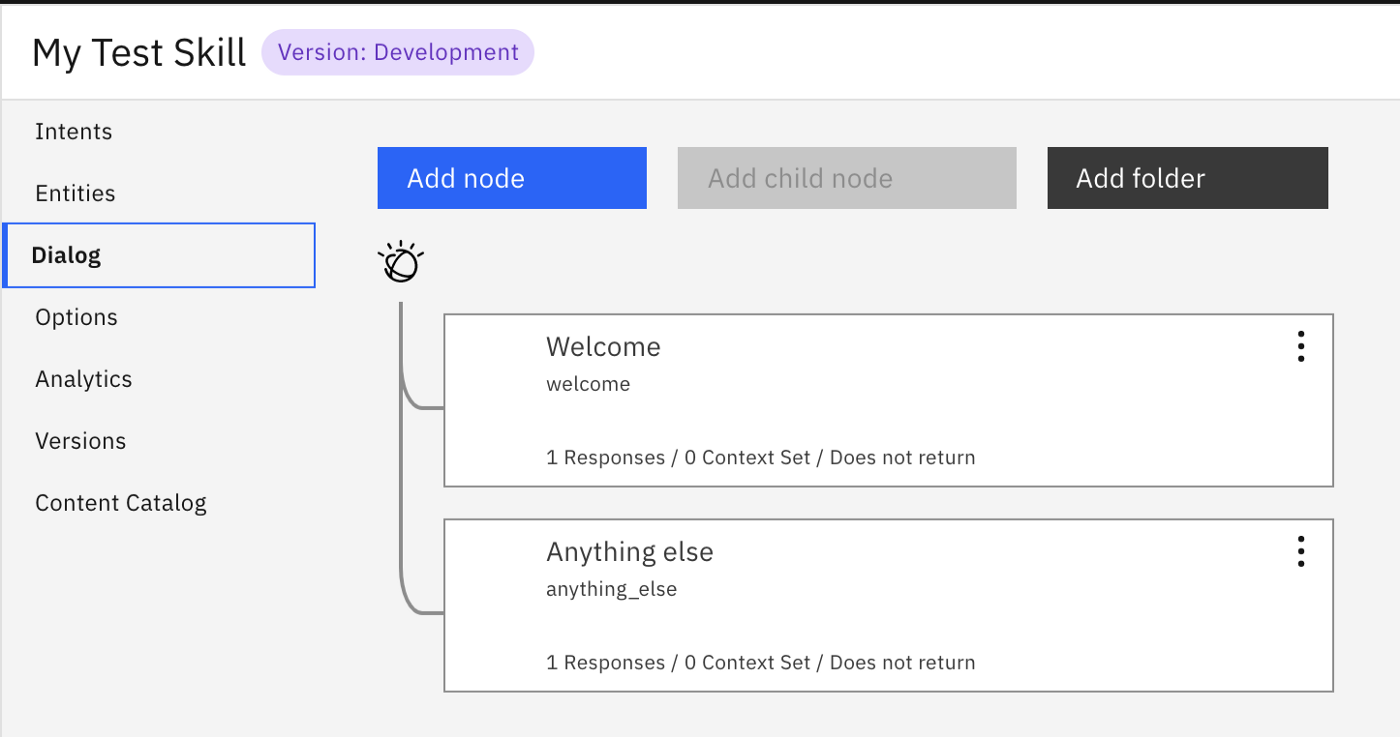 My Test Skill Version: Development
Intents
Entities
Dialog
Options
Analytics
Versions
Content Catalog
Add node Add child node Add folder
Welcome
welcome
1 Responses / 0 Context Set / Does not return
Anything else
anything_else
1 Responses / 0 Context Set / Does not return